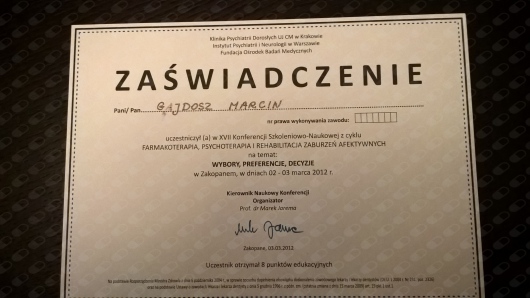 Klinika Psychiatrii Dorosłych UJ CM w Krakowie
Instytut Psychiatrii i Neurologii w Warszawie
Fundacja Ośrodek Badań Medycznych
ZAŚWIADCZENIE
Pani/ Pan GAJDOSZ MARCIN
nr prawa wykonywania zawodu:
uczestniczył (a) w XVII Konferencji Szkoleniowo-Naukowej z cyklu
FARMAKOTERAPIA, PSYCHOTERAPIA I REHABILITACJA ZABURZEŃ AFEKTYWNYCH
na temat:
WYBORY, PREFERENCJE, DECYZJE
w Zakopanem, w dniach 02 - 03 marca 2012 r.
Kierownik Naukowy Konferencji
Organizator
Prof. dr Marek Jarema
Zakopane, 03.03.2012
Uczestnik otrzymał 8 punktów edukacyjnych